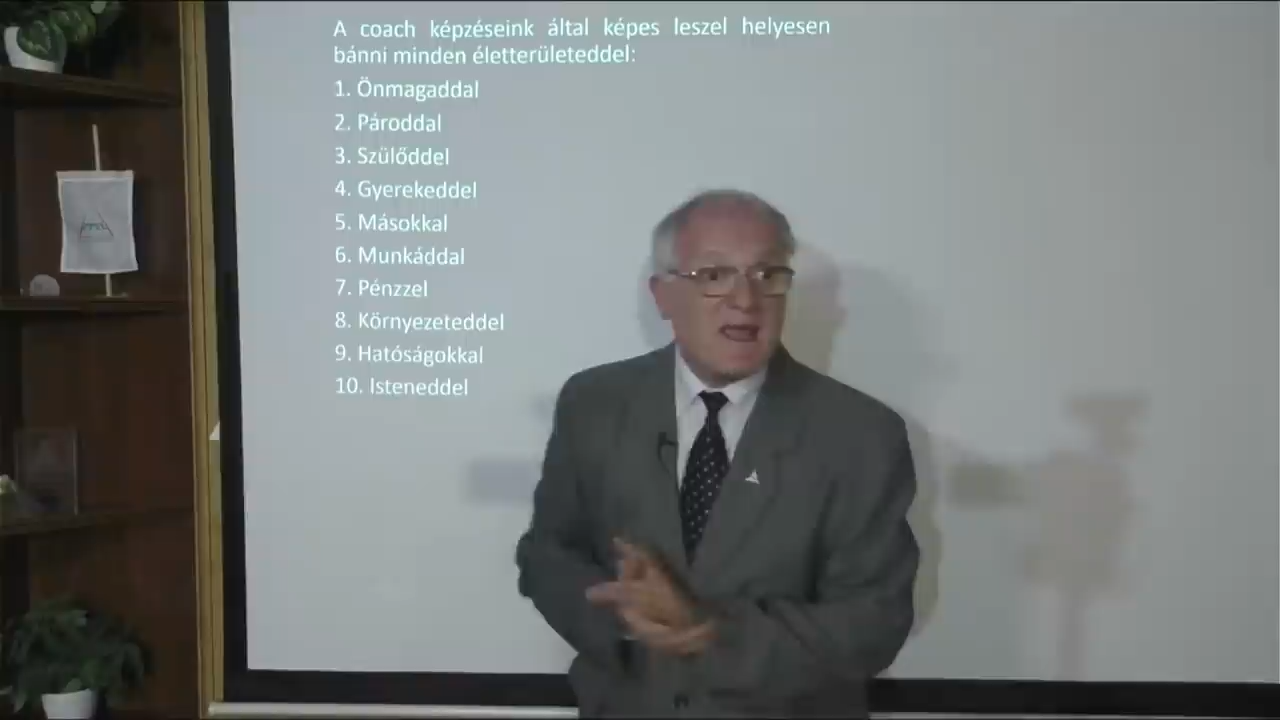 A coach képzéseink által képes leszel helyesen
bánni minden életterületeddel:
1. Önmagaddal
2. Pároddal
3. Szülőddel
4. Gyerekeddel
5. Másokkal
6. Munkáddal
7. Pénzzel
8. Környezeteddel
9. Hatóságokkal
10. Isteneddel